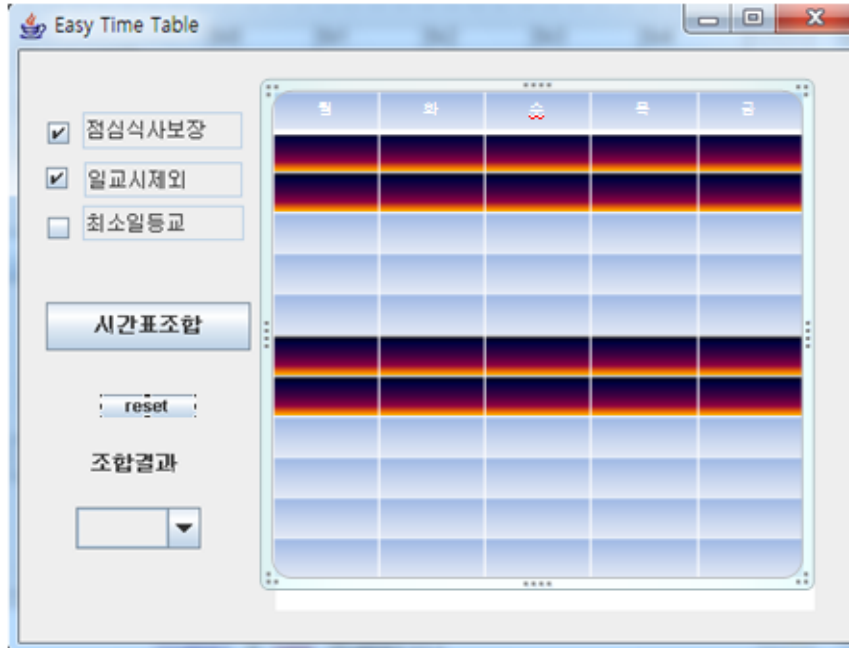 Easy Time Table
월 화 수 목 금
점심식사보장
일교시제외
최소일등교
시간표조합
reset
조합결과